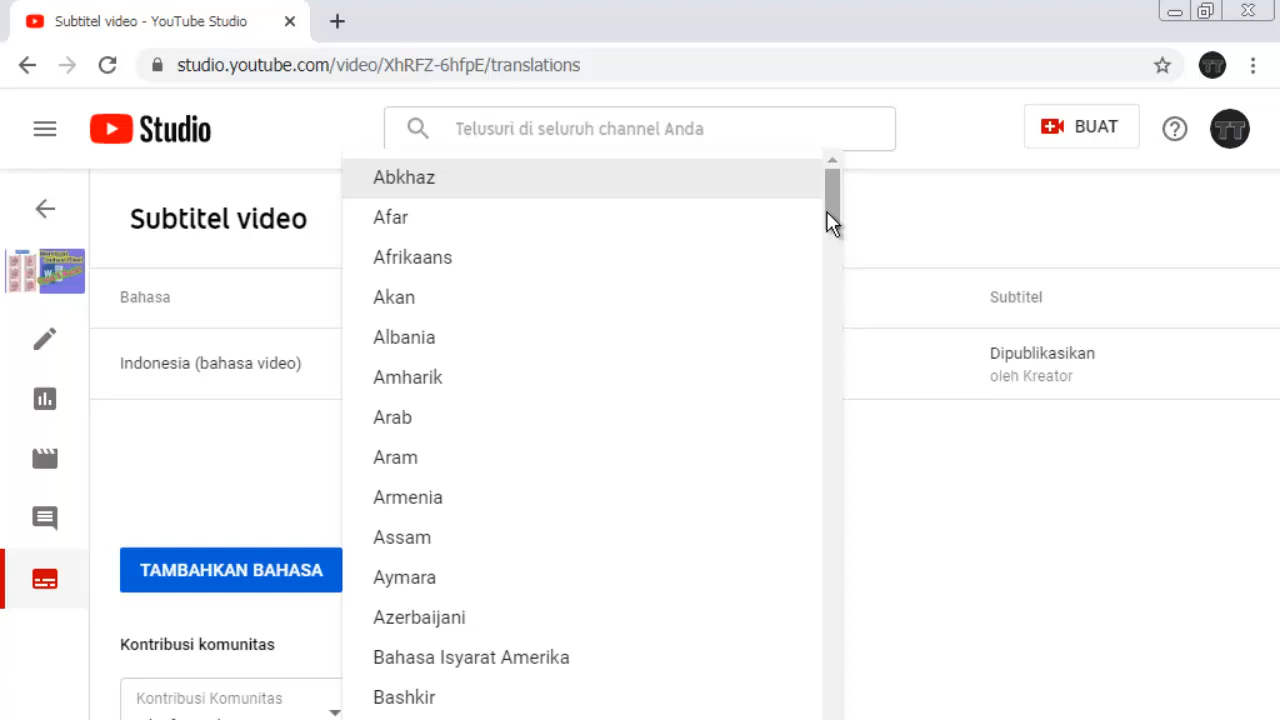 Subtitel video - YouTube Studio
studio.youtube.com/video/XhRFZ-6hfpE/translations
Studio
Telusuri di seluruh channel Anda
BUAT
TT
Subtitel video
Bahasa
Subtitel
Indonesia (bahasa video)
Dipublikasikan
oleh Kreator
Abkhaz
Afar
Afrikaans
Akan
Albania
Amharik
Arab
Aram
Armenia
Assam
Aymara
Azerbaijani
Bahasa Isyarat Amerika
Bashkir
TAMBAHKAN BAHASA
Kontribusi komunitas
Kontribusi Komunitas